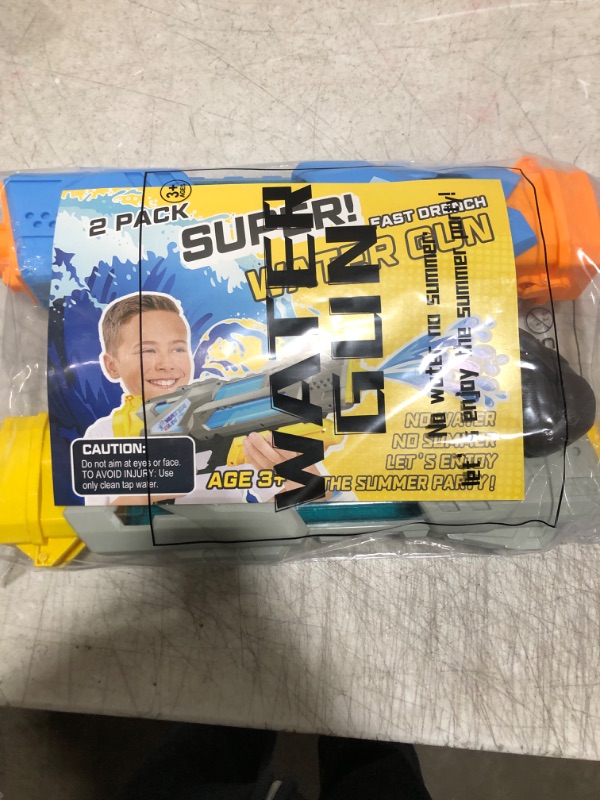 2 PACK
3+
SUPER!
FAST DRENCH
WATER GUN
CAUTION:
Do not aim at eyes or face.
TO AVOID INJURY: Use
only clean tap water.
AGE 3+
NO WATER
NO SUMMER
LET'S ENJOY
THE SUMMER PARTY!
WATER
GUN
No water no summer,
let's enjoy the summer